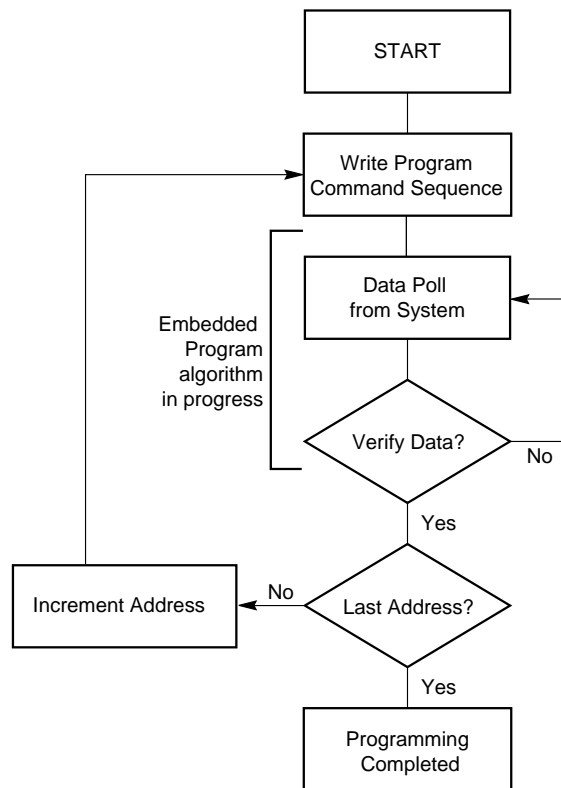 START
Write Program
Command Sequence
Data Poll
from System
Embedded
Program
algorithm
in progress
Verify Data?
No
Yes
Last Address?
No
Increment Address
Yes
Programming
Completed